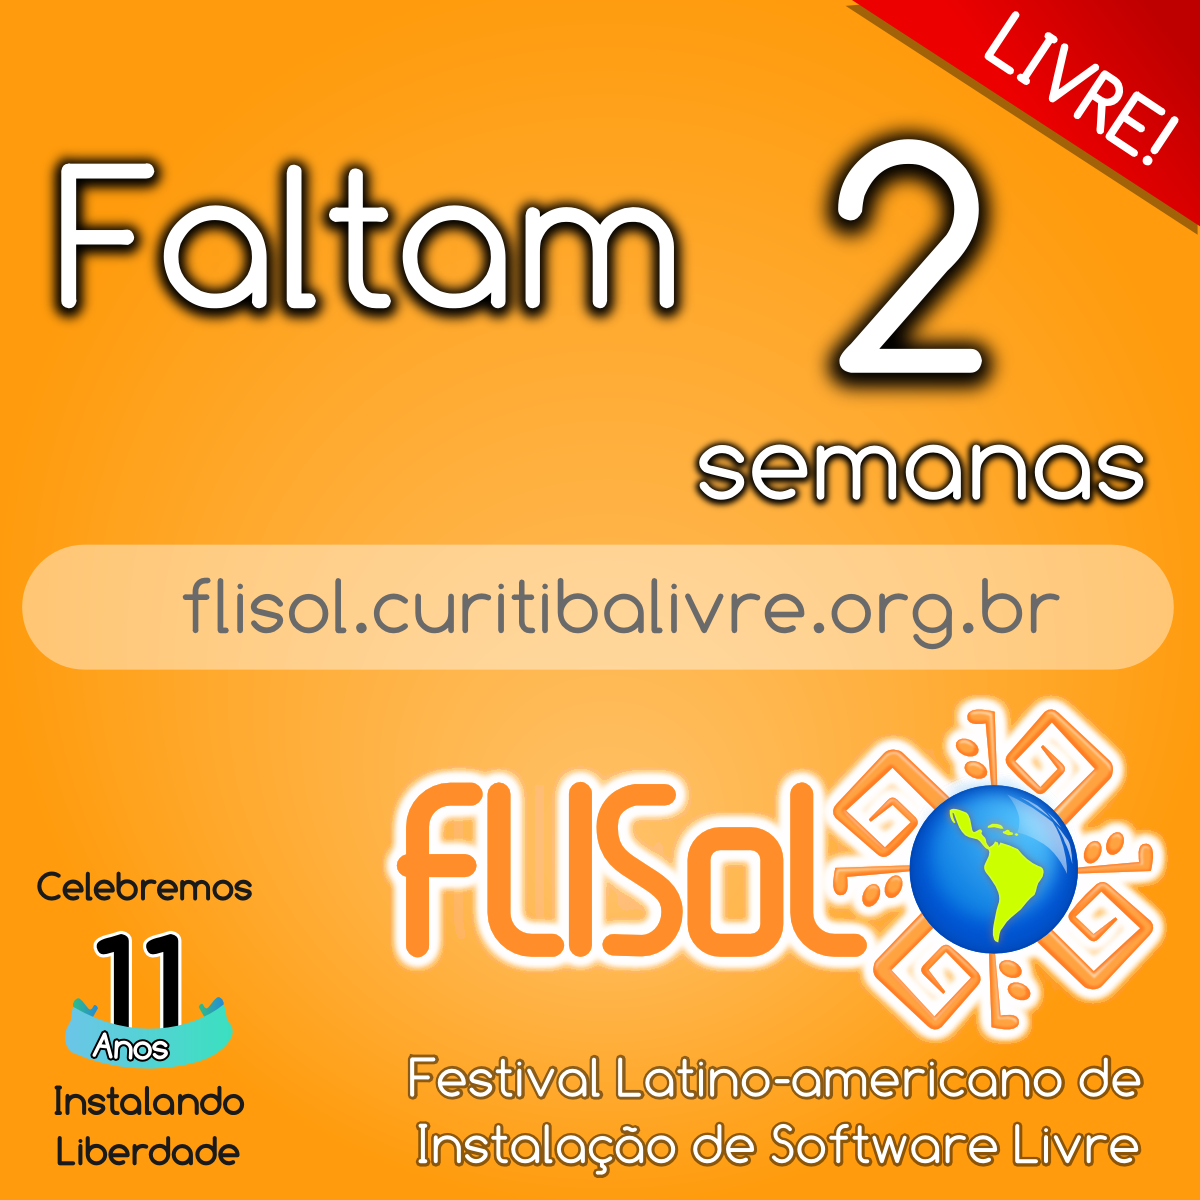 LIVRE!
Faltam 2
semanas
flisol.curitibalivre.org.br
FLISoL
Celebremos
11
Anos
Instalando
Liberdade
Festival Latino-americano de
Instalação de Software Livre